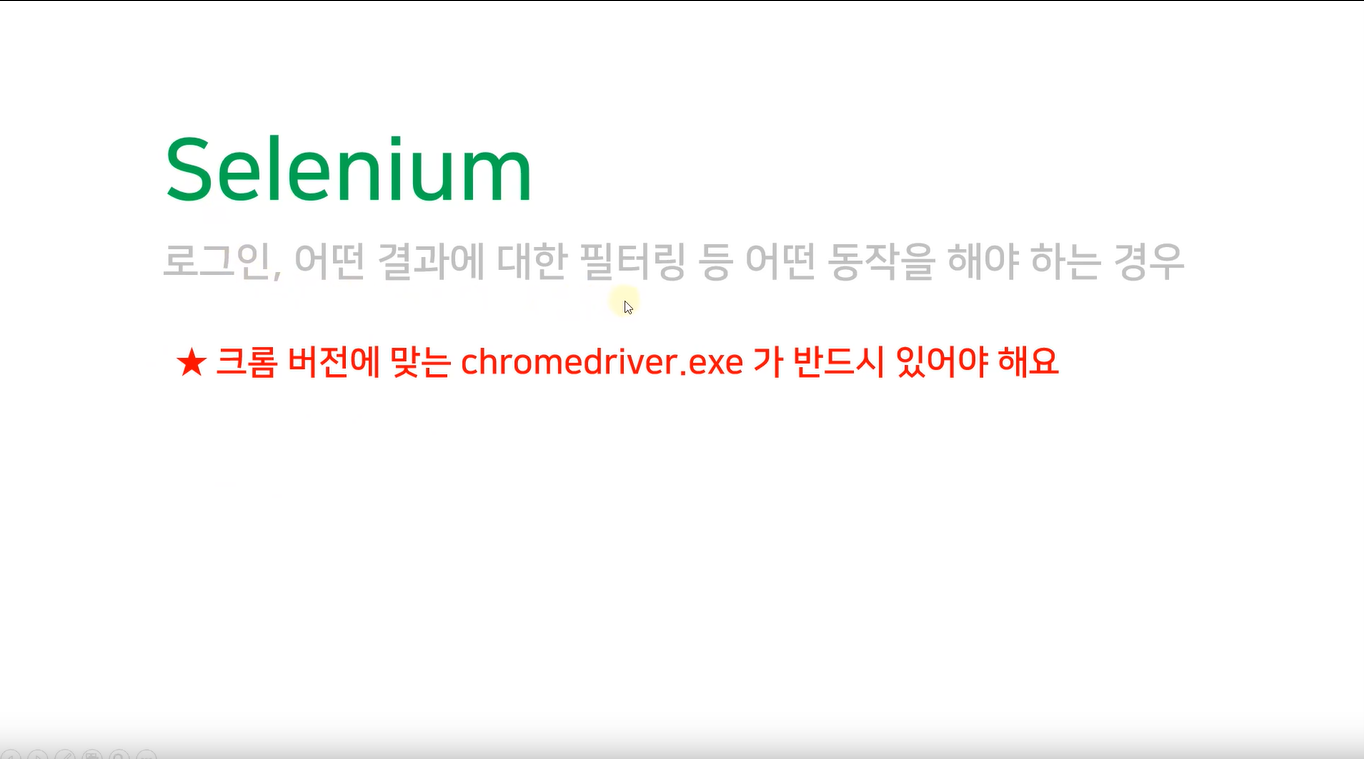 Selenium
로그인, 어떤 결과에 대한 필터링 등 어떤 동작을 해야 하는 경우
★ 크롬 버전에 맞는 chromedriver.exe 가 반드시 있어야 해요